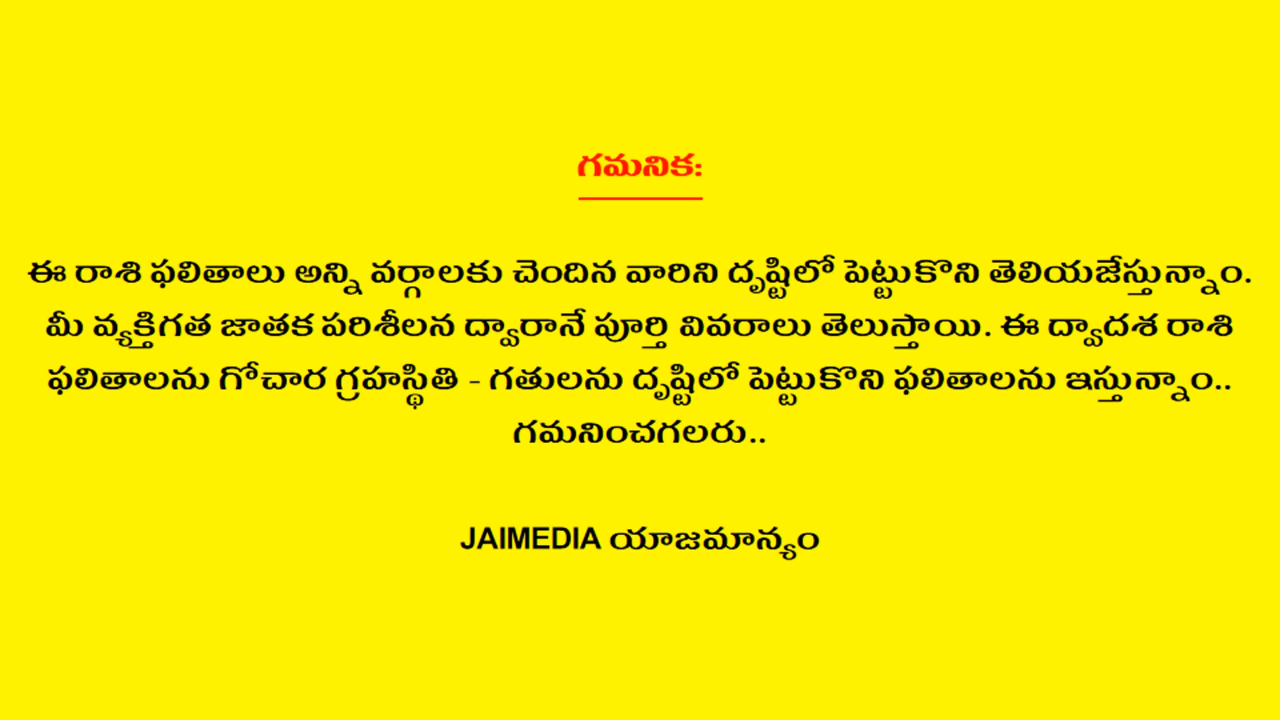 గమనిక:
ఈ రాశి ఫలితాలు అన్ని వర్గాలకు చెందిన వారిని దృష్టిలో పెట్టుకొని తెలియజేస్తున్నాం.
మీ వ్యక్తిగత జాతక పరిశీలన ద్వారానే పూర్తి వివరాలు తెలుస్తాయి. ఈ ద్వాదశ రాశి
ఫలితాలను గోచార గ్రహస్థితి - గతులను దృష్టిలో పెట్టుకొని ఫలితాలను ఇస్తున్నాం..
గమనించగలరు..
JAIMEDIA యాజమాన్యం